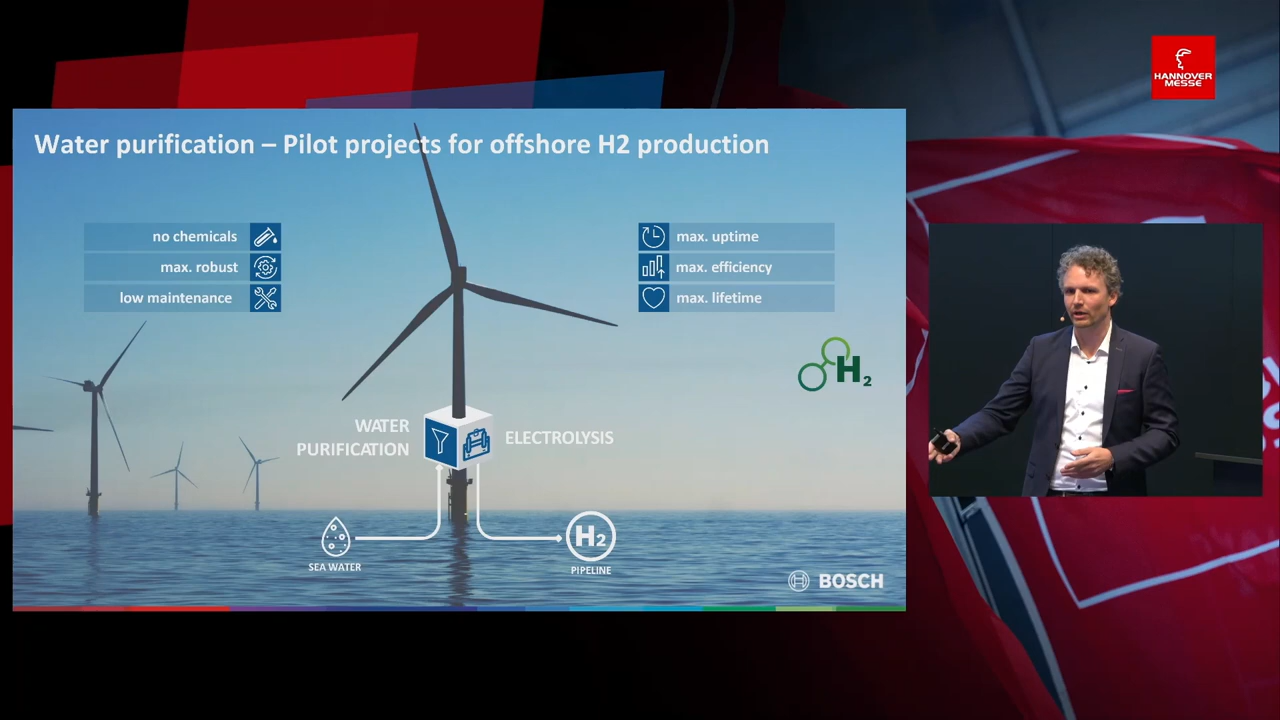 HANNOVER
MESSE
Water purification – Pilot projects for offshore H2 production
no chemicals
max. robust
low maintenance
max. uptime
max. efficiency
max. lifetime
H2
WATER
PURIFICATION
ELECTROLYSIS
SEA WATER
H2
PIPELINE
BOSCH